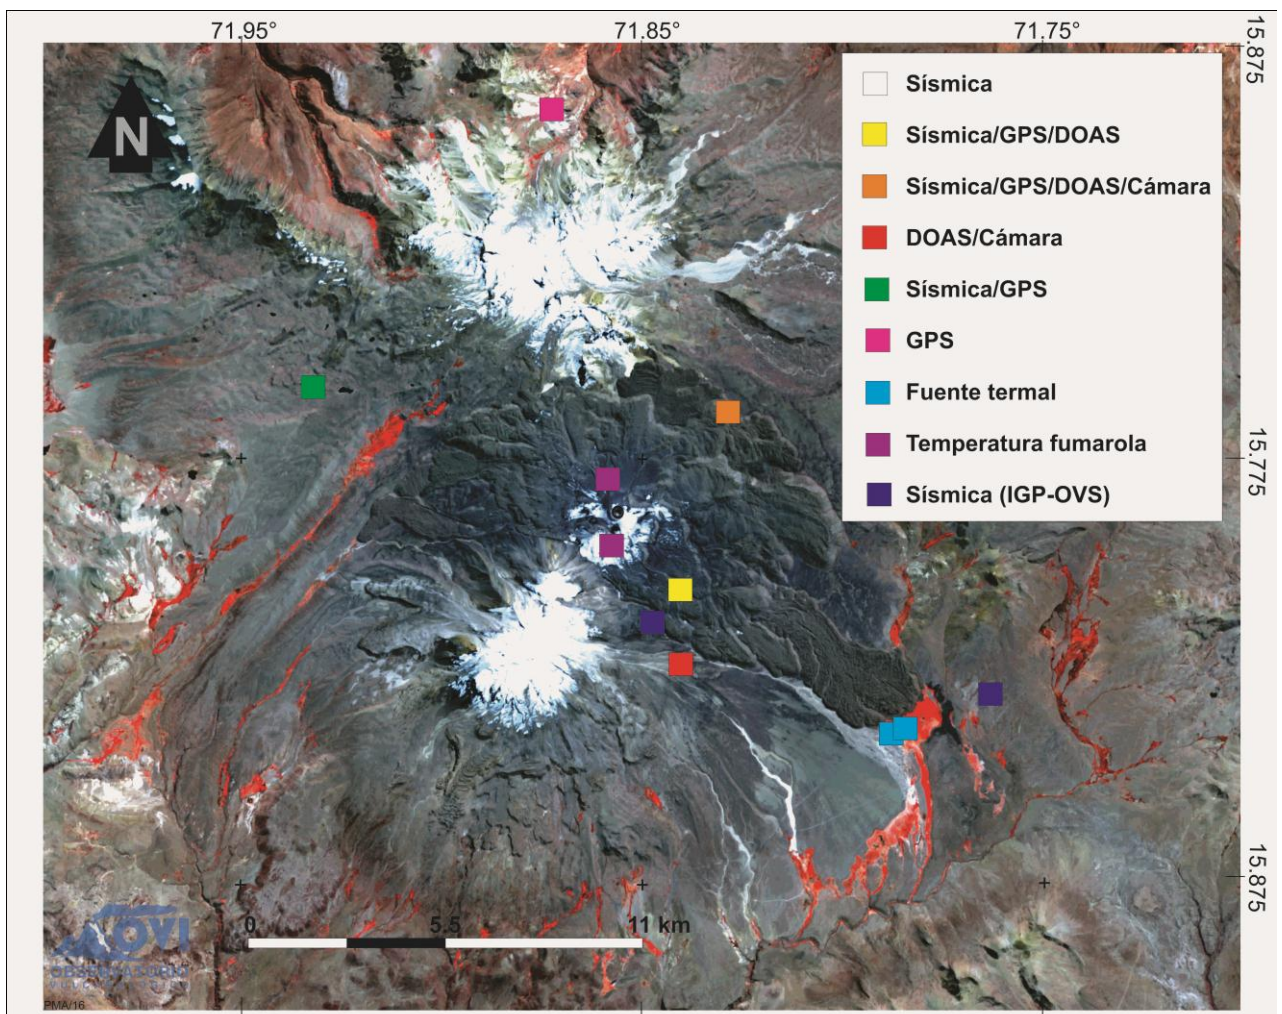 71,95°
71.85°
71.75°
15.875
N
Sísmica
Sísmica/GPS/DOAS
Sísmica/GPS/DOAS/Cámara
DOAS/Cámara
Sísmica/GPS
GPS
Fuente termal
Temperatura fumarola
Sísmica (IGP-OVS)
15.775
15.875
0
5.5
11 km
OVI
OBSERVATORIO
PMA/16